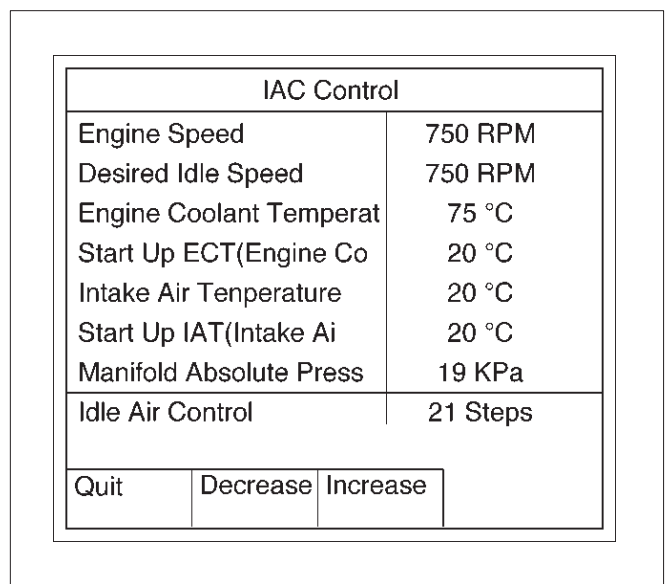 IAC Control
Engine Speed 750 RPM
Desired Idle Speed 750 RPM
Engine Coolant Temperat 75 °C
Start Up ECT(Engine Co 20 °C
Intake Air Tenperature 20 °C
Start Up IAT(Intake Ai 20 °C
Manifold Absolute Press 19 KPa
Idle Air Control 21 Steps
Quit Decrease Increase